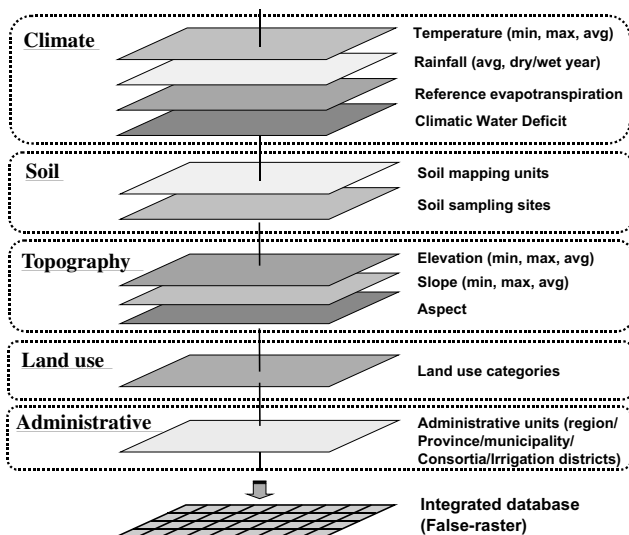 Climate
Temperature (min, max, avg)
Rainfall (avg, dry/wet year)
Reference evapotranspiration
Climatic Water Deficit
Soil
Soil mapping units
Soil sampling sites
Topography
Elevation (min, max, avg)
Slope (min, max, avg)
Aspect
Land use
Land use categories
Administrative
Administrative units (region/
Province/municipality/
Consortia/Irrigation districts)
Integrated database
(False-raster)